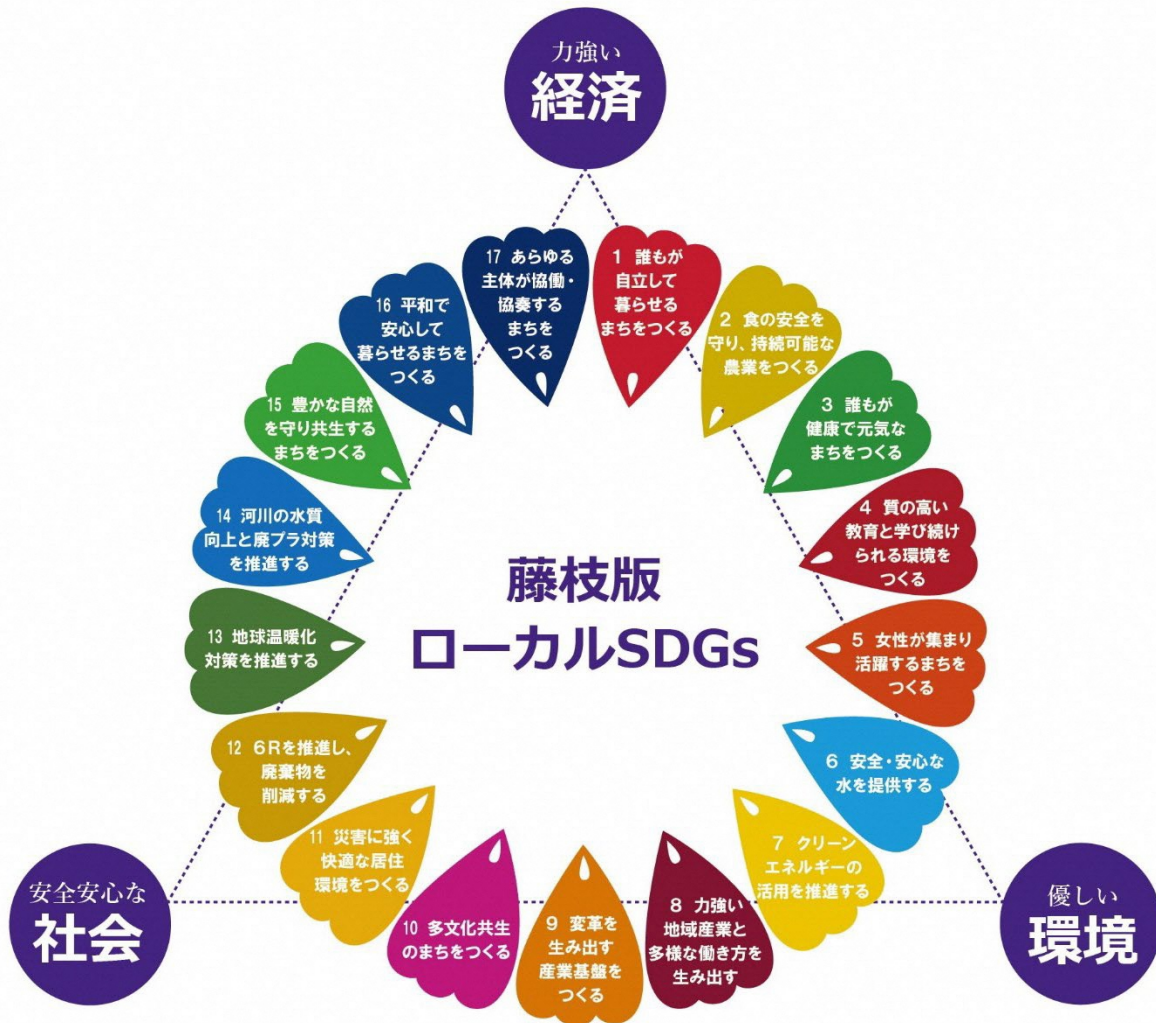 力強い
経済
1 誰もが
自立して
暮らせる
まちをつくる
2 食の安全を
守り、持続可能な
農業をつくる
3 誰もが
健康で元気な
まちをつくる
4 質の高い
教育と学び続け
られる環境を
つくる
5 女性が集まり
活躍するまちを
つくる
6 安全・安心な
水を提供する
7 クリーン
エネルギーの
活用を推進する
8 力強い
地域産業と
多様な働き方を
生み出す
9 変革を
生み出す
産業基盤を
つくる
10 多文化共生
のまちをつくる
11 災害に強く
快適な居住
環境をつくる
12 6Rを推進し、
廃棄物を
削減する
13 地球温暖化
対策を推進する
14 河川の水質
向上と廃プラ対策
を推進する
15 豊かな自然
を守り共生する
まちをつくる
16 平和で
安心して
暮らせるまちを
つくる
17 あらゆる
主体が協働・
協奏する
まちを
つくる
藤枝版
ローカルSDGs
安全安心な
社会
優しい
環境